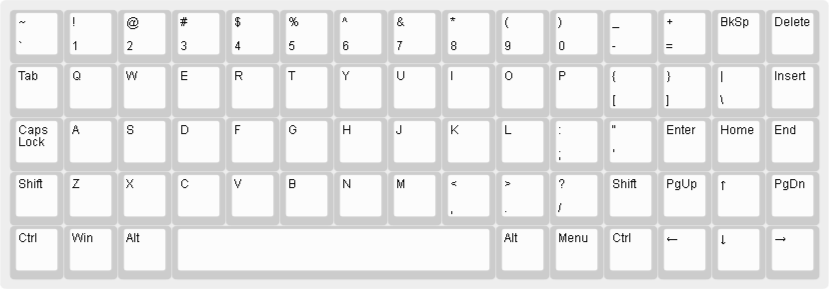 ~ ! @ # $ % ^ & * ( ) _ + BkSp Delete
` 1 2 3 4 5 6 7 8 9 0 - =
Tab Q W E R T Y U I O P { } | Insert
[ ] \
Caps A S D F G H J K L : " Enter Home End
Lock ; '
Shift Z X C V B N M < > ? Shift PgUp ↑ PgDn
, . /
Ctrl Win Alt Alt Menu Ctrl ← ↓ →